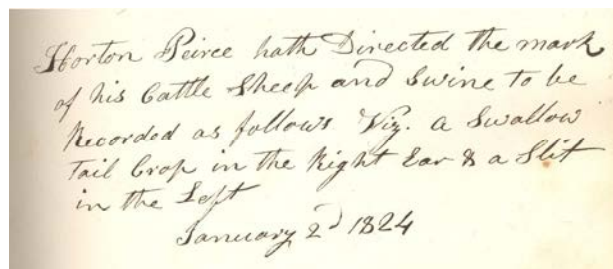 Horton Peirce hath Directed the mark
of his Cattle Sheep and Swine to be
Recorded as follows Viz. a Swallow
Tail Crop in the Right Ear & a Slit
in the Left
January 2d 1824